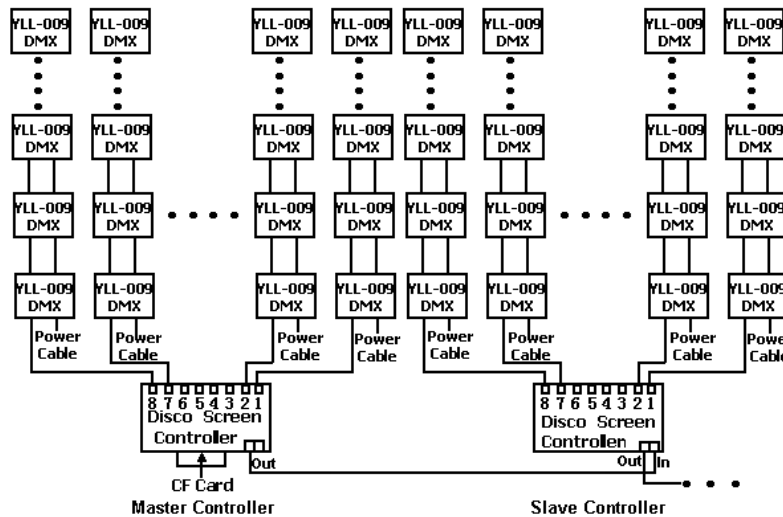 YLL-009 YLL-009 YLL-009 YLL-009 YLL-009 YLL-009 YLL-009 YLL-009
DMX DMX DMX DMX DMX DMX DMX DMX
YLL-009 YLL-009 YLL-009 YLL-009 YLL-009 YLL-009 YLL-009 YLL-009
DMX DMX DMX DMX DMX DMX DMX DMX
YLL-009 YLL-009 YLL-009 YLL-009 YLL-009 YLL-009 YLL-009 YLL-009
DMX DMX DMX DMX DMX DMX DMX DMX
YLL-009 YLL-009 YLL-009 YLL-009 YLL-009 YLL-009 YLL-009 YLL-009
DMX DMX DMX DMX DMX DMX DMX DMX
Power Power Power Power Power Power Power Power
Cable Cable Cable Cable Cable Cable Cable Cable
8 7 6 5 4 3 2 1 8 7 6 5 4 3 2 1
Disco Screen Disco Screen
Controller Controller
Out Out In
CF Card
Master Controller Slave Controller